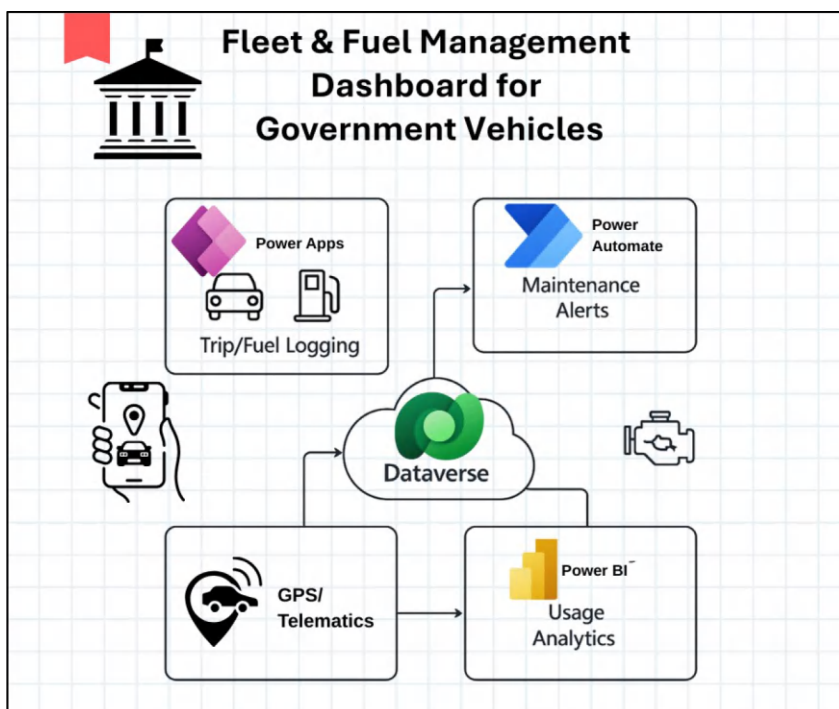 Fleet & Fuel Management
Dashboard for
Government Vehicles
Power Apps
Trip/Fuel Logging
Power
Automate
Maintenance
Alerts
Dataverse
GPS/
Telematics
Power BI
Usage
Analytics